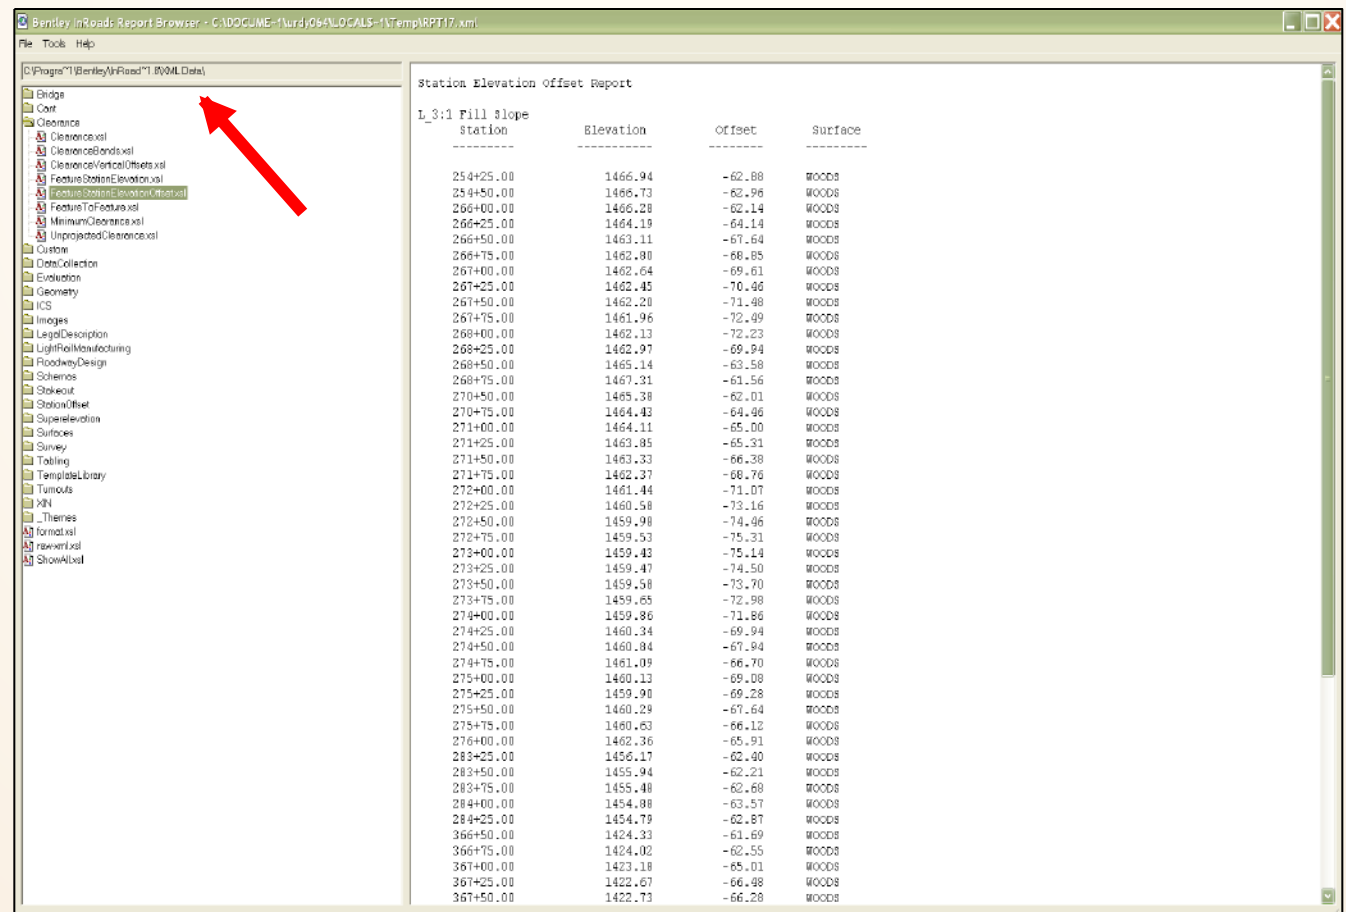 Bentley InRoads Report Browser - C:\DOCUME~1\urdy064\LOCALS~1\Temp\RPT17.xml
File Tools Help
C:\Progra~1\Bentley\InRoad~1.8\XML Data\
Bridge
Cant
Clearance
Clearance.xsl
ClearanceBands.xsl
ClearanceVerticalOffsets.xsl
FeatureStationElevation.xsl
FeatureStationElevationOffset.xsl
FeatureToFeature.xsl
MinimumClearance.xsl
UnprojectedClearance.xsl
Custom
DataCollection
Evaluation
Geometry
ICS
Images
LegalDescription
LightRailManufacturing
RoadwayDesign
Schemas
Stakeout
StationOffset
Superelevation
Surfaces
Survey
Tabling
TemplateLibrary
Turnouts
XIN
_Themes
format.xsl
raw-xml.xsl
ShowAll.xsl
Station Elevation Offset Report
L_3:1 Fill Slope
Station Elevation Offset Surface
--------- ----------- -------- ---------
254+25.00 1466.94 -62.88 WOODS
254+50.00 1466.73 -62.96 WOODS
266+00.00 1466.28 -62.14 WOODS
266+25.00 1464.19 -64.14 WOODS
266+50.00 1463.11 -67.64 WOODS
266+75.00 1462.80 -68.85 WOODS
267+00.00 1462.64 -69.61 WOODS
267+25.00 1462.45 -70.46 WOODS
267+50.00 1462.20 -71.48 WOODS
267+75.00 1461.96 -72.49 WOODS
268+00.00 1462.13 -72.23 WOODS
268+25.00 1462.97 -69.94 WOODS
268+50.00 1465.14 -63.58 WOODS
268+75.00 1467.31 -61.56 WOODS
270+50.00 1465.38 -62.01 WOODS
270+75.00 1464.43 -64.46 WOODS
271+00.00 1464.11 -65.00 WOODS
271+25.00 1463.85 -65.31 WOODS
271+50.00 1463.33 -66.38 WOODS
271+75.00 1462.37 -68.76 WOODS
272+00.00 1461.44 -71.07 WOODS
272+25.00 1460.58 -73.16 WOODS
272+50.00 1459.98 -74.46 WOODS
272+75.00 1459.53 -75.31 WOODS
273+00.00 1459.43 -75.14 WOODS
273+25.00 1459.47 -74.50 WOODS
273+50.00 1459.58 -73.70 WOODS
273+75.00 1459.65 -72.98 WOODS
274+00.00 1459.86 -71.86 WOODS
274+25.00 1460.34 -69.94 WOODS
274+50.00 1460.84 -67.94 WOODS
274+75.00 1461.09 -66.70 WOODS
275+00.00 1460.13 -69.08 WOODS
275+25.00 1459.90 -69.28 WOODS
275+50.00 1460.29 -67.64 WOODS
275+75.00 1460.63 -66.12 WOODS
276+00.00 1462.36 -65.91 WOODS
283+25.00 1456.17 -62.40 WOODS
283+50.00 1455.94 -62.21 WOODS
283+75.00 1455.48 -62.68 WOODS
284+00.00 1454.88 -63.57 WOODS
284+25.00 1454.79 -62.87 WOODS
366+50.00 1424.33 -61.69 WOODS
366+75.00 1424.02 -62.55 WOODS
367+00.00 1423.18 -65.01 WOODS
367+25.00 1422.67 -66.48 WOODS
367+50.00 1422.73 -66.28 WOODS